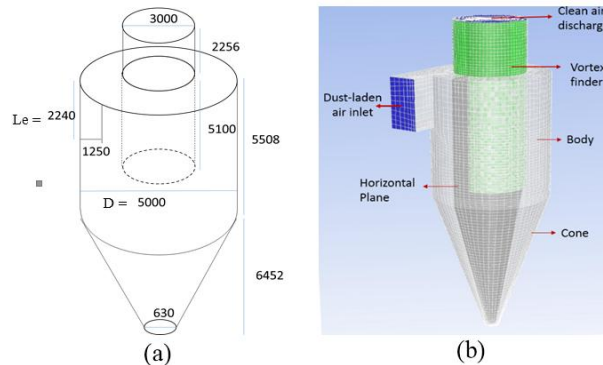 3000
2256
Le = 2240
1250
5100
5508
D = 5000
6452
630
(a)
Clean air
discharg
Vortex
finder
Dust-laden
air inlet
Body
Horizontal
Plane
Cone
(b)